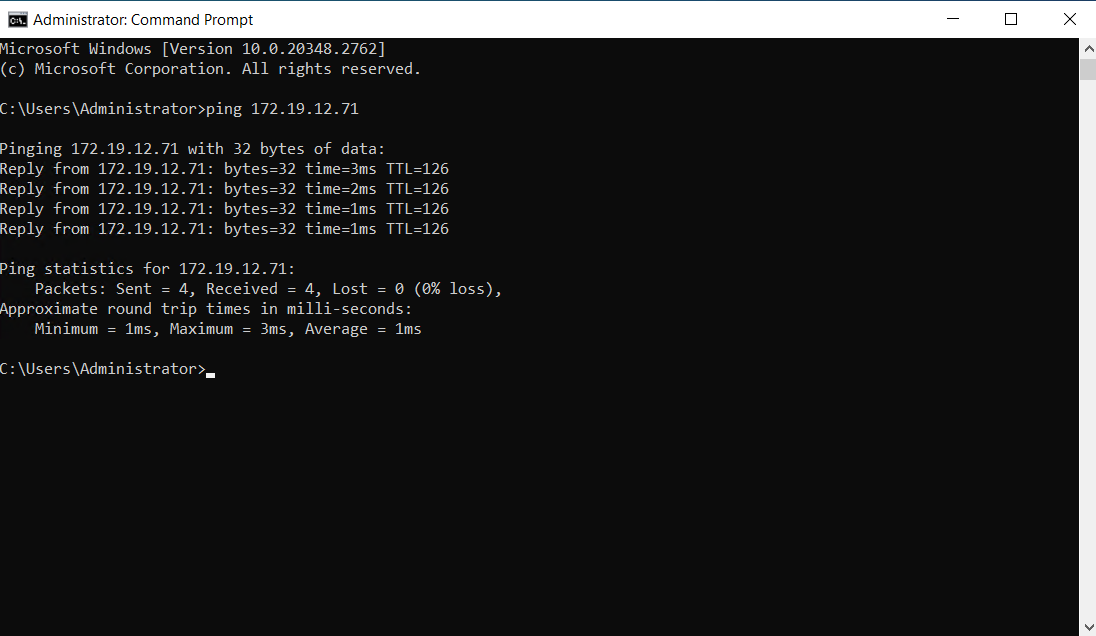 Administrator: Command Prompt
Microsoft Windows [Version 10.0.20348.2762]
(c) Microsoft Corporation. All rights reserved.
C:\Users\Administrator>ping 172.19.12.71
Pinging 172.19.12.71 with 32 bytes of data:
Reply from 172.19.12.71: bytes=32 time=3ms TTL=126
Reply from 172.19.12.71: bytes=32 time=2ms TTL=126
Reply from 172.19.12.71: bytes=32 time=1ms TTL=126
Reply from 172.19.12.71: bytes=32 time=1ms TTL=126
Ping statistics for 172.19.12.71:
    Packets: Sent = 4, Received = 4, Lost = 0 (0% loss),
Approximate round trip times in milli-seconds:
    Minimum = 1ms, Maximum = 3ms, Average = 1ms
C:\Users\Administrator>